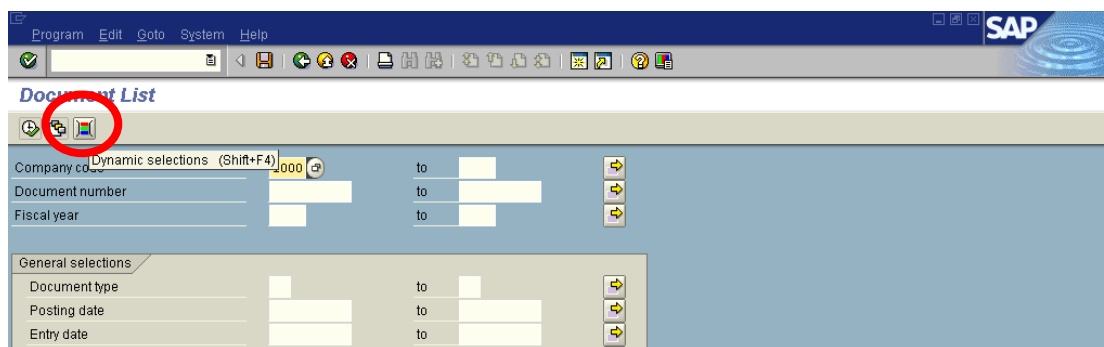 Program Edit Goto System Help
SAP
Document List
Dynamic selections (Shift+F4)
Company code 1000 to
Document number to
Fiscal year to
General selections
Document type to
Posting date to
Entry date to